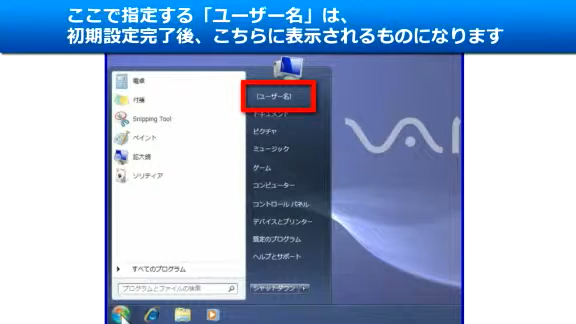 ここで指定する「ユーザー名」は、
初期設定完了後、こちらに表示されるものになります
電卓
付箋
Snipping Tool
ペイント
拡大鏡
ソリティア
すべてのプログラム
プログラムとファイルの検索
(ユーザー名)
ドキュメント
ピクチャ
ミュージック
ゲーム
コンピューター
コントロール パネル
デバイスとプリンター
既定のプログラム
ヘルプとサポート
シャットダウン